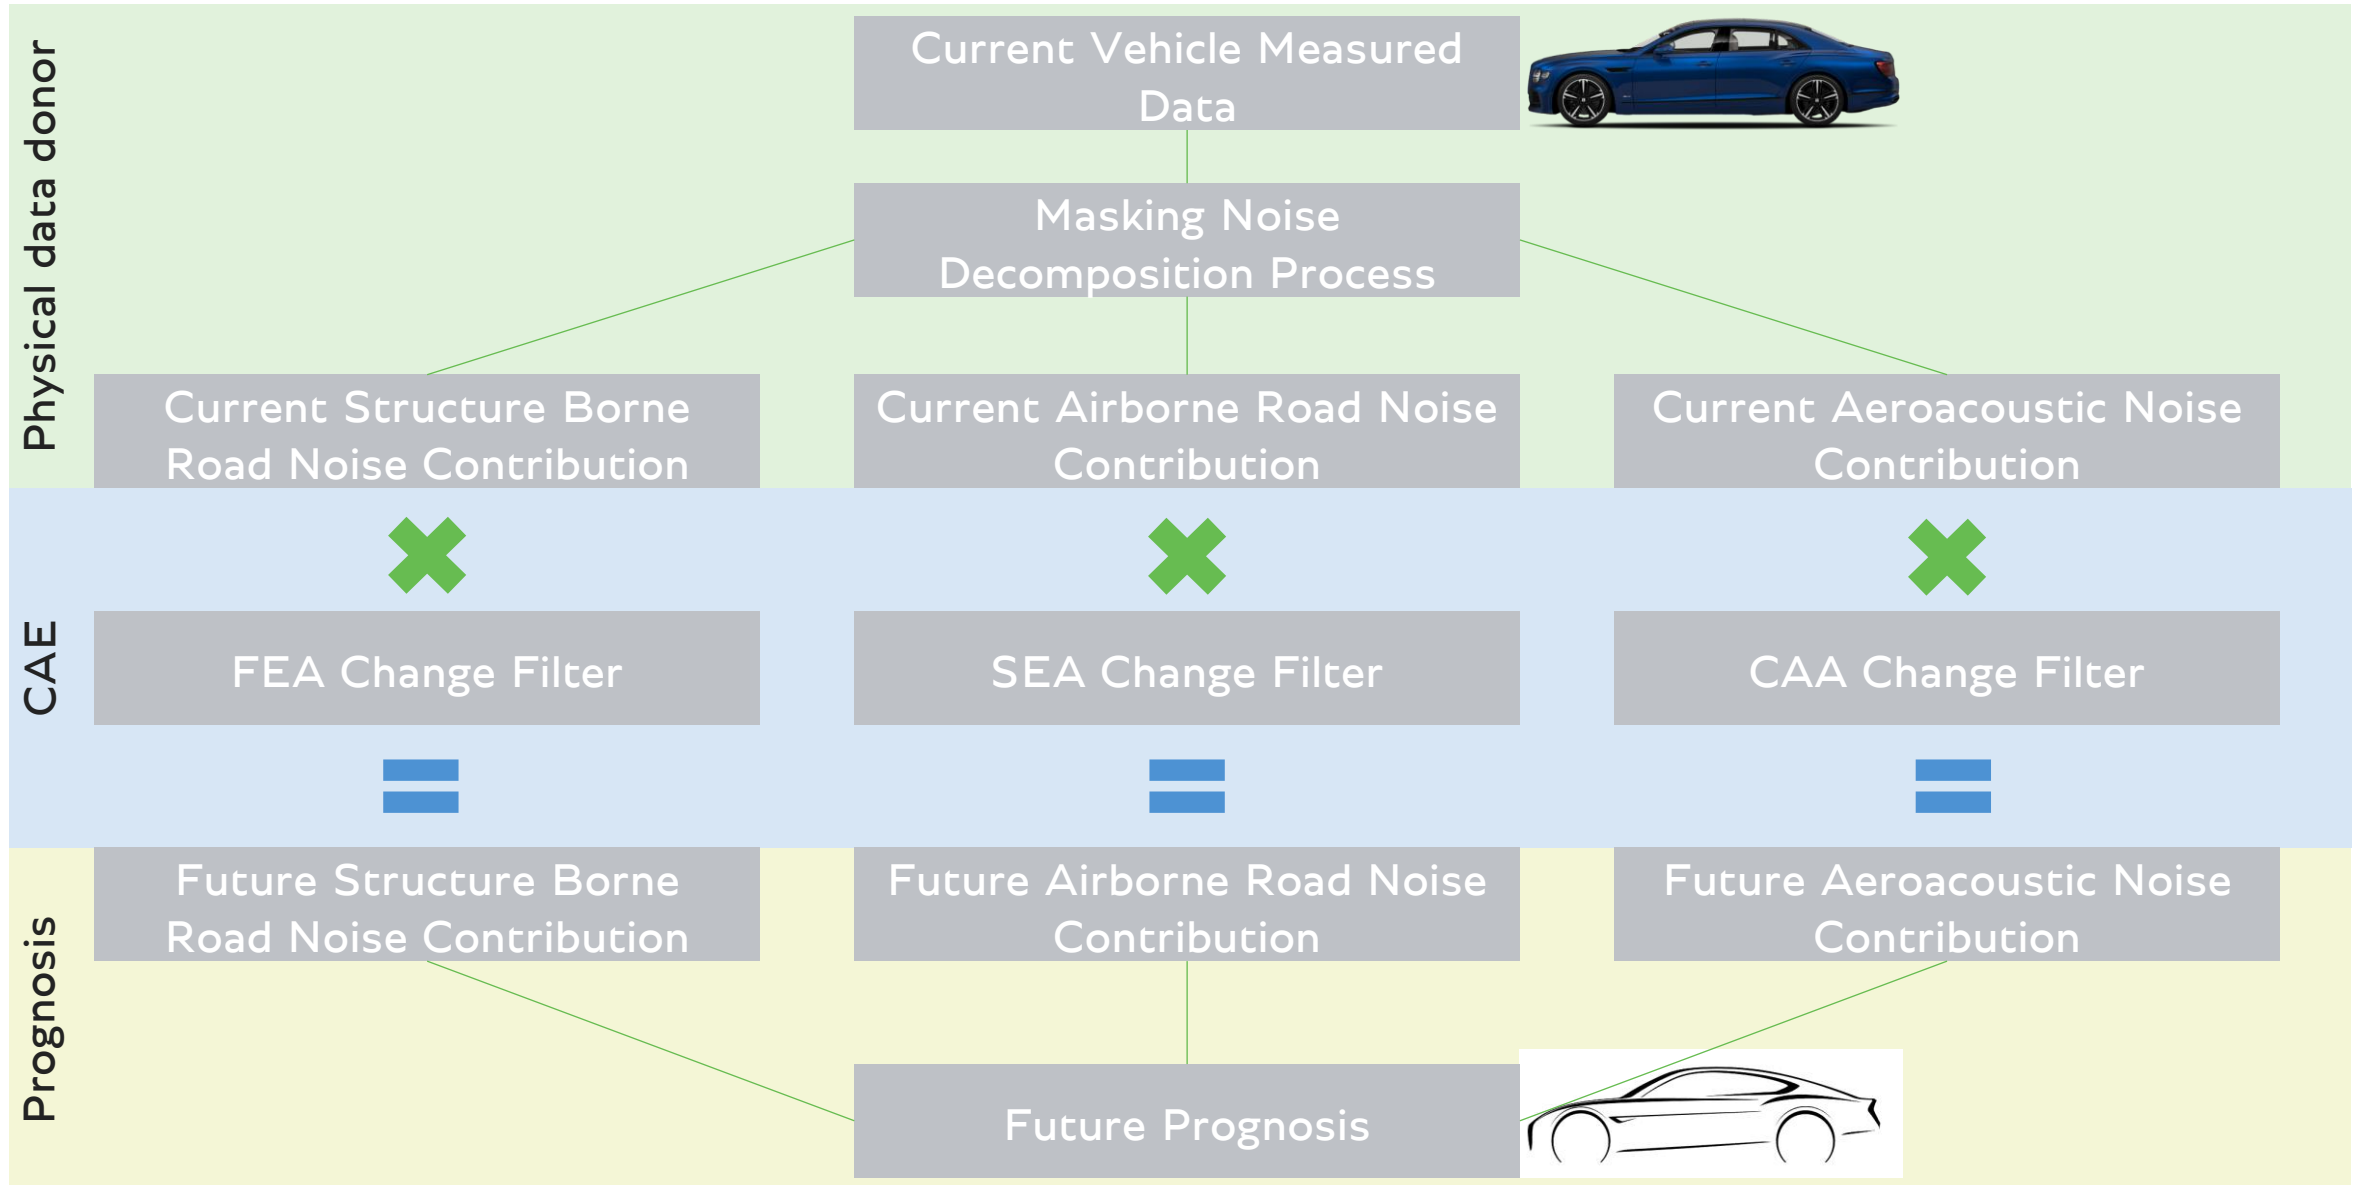 Physical data donor
Current Vehicle Measured
Data
Masking Noise
Decomposition Process
Current Structure Borne
Road Noise Contribution
Current Airborne Road Noise
Contribution
Current Aeroacoustic Noise
Contribution
CAE
FEA Change Filter
SEA Change Filter
CAA Change Filter
Prognosis
Future Structure Borne
Road Noise Contribution
Future Airborne Road Noise
Contribution
Future Aeroacoustic Noise
Contribution
Future Prognosis